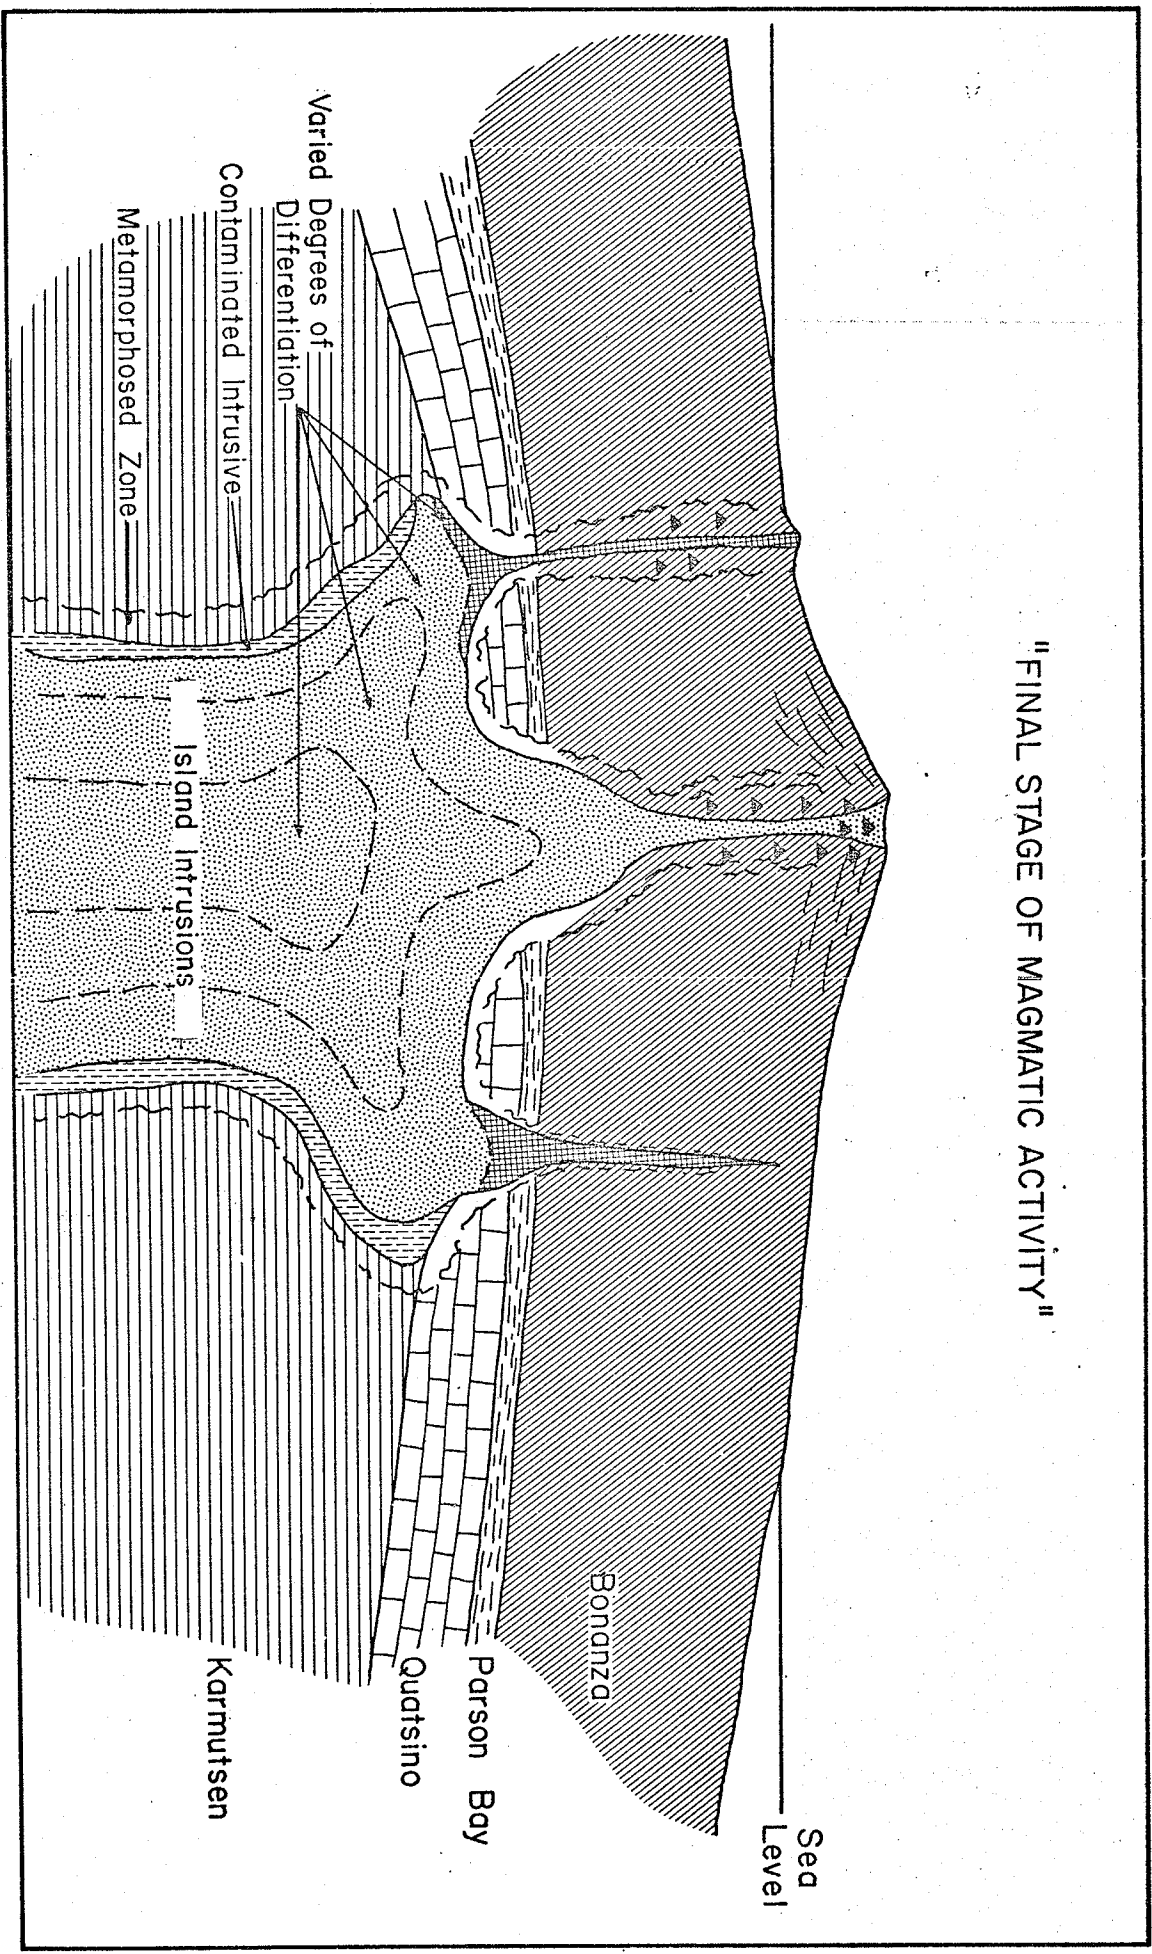 "FINAL STAGE OF MAGMATIC ACTIVITY"
Sea
Level
Bonanza
Parson Bay
Quatsino
Karmutsen
Varied Degrees of
Differentiation
Contaminated Intrusive
Metamorphosed Zone
Island Intrusions